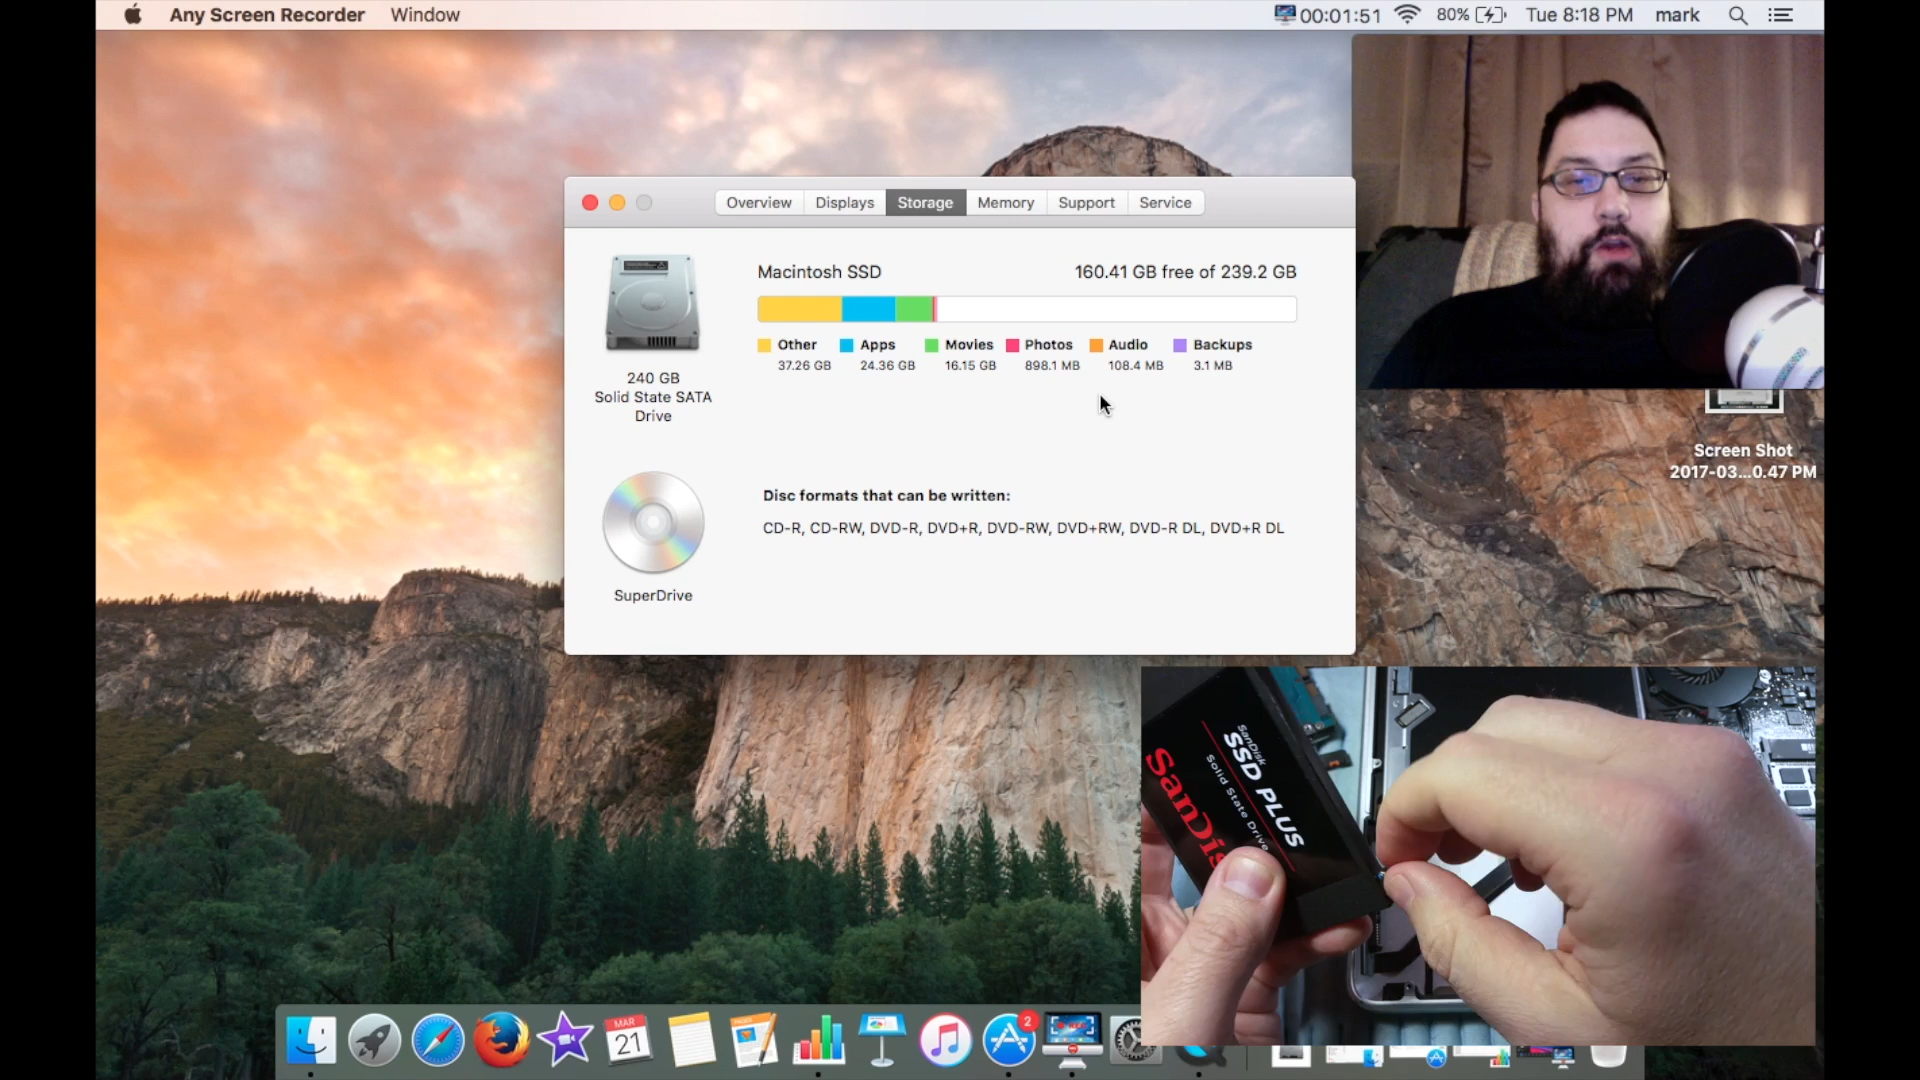 Any Screen Recorder Window 00:01:51 80% Tue 8:18 PM mark
Overview Displays Storage Memory Support Service
Macintosh SSD 160.41 GB free of 239.2 GB
Other Apps Movies Photos Audio Backups
37.26 GB 24.36 GB 16.15 GB 898.1 MB 108.4 MB 3.1 MB
240 GB
Solid State SATA
Drive
Disc formats that can be written:
CD-R, CD-RW, DVD-R, DVD+R, DVD-RW, DVD+RW, DVD-R DL, DVD+R DL
SuperDrive
Screen Shot
2017-03...0.47 PM
SanDisk
SSD PLUS
Solid State Drive
SanDis
MAR
21
PAGES
2